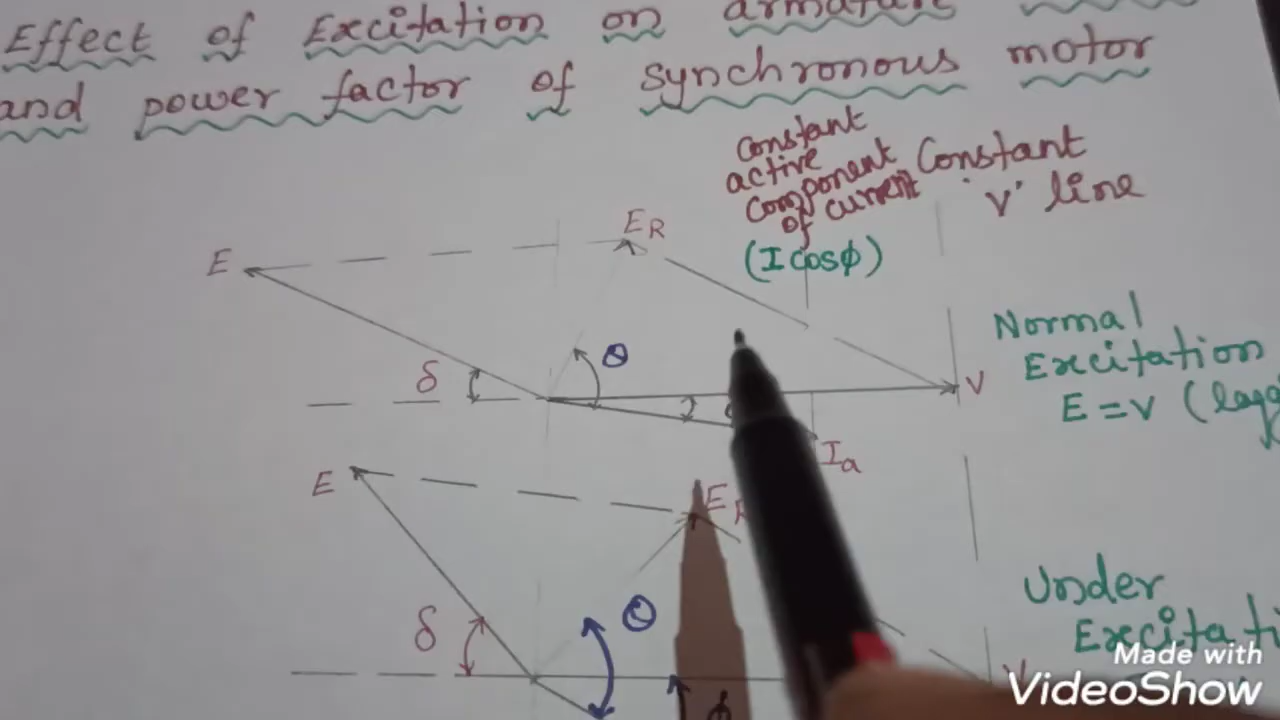 Effect of Excitation on armature
and power factor of synchronous motor
Constant
active
component
of current
(I cosφ)
Constant
'V' line
E
E_R
δ
θ
V
I_a
Normal
Excitation
E = V
E
δ
θ
φ
V
Under
Made with
VideoShow